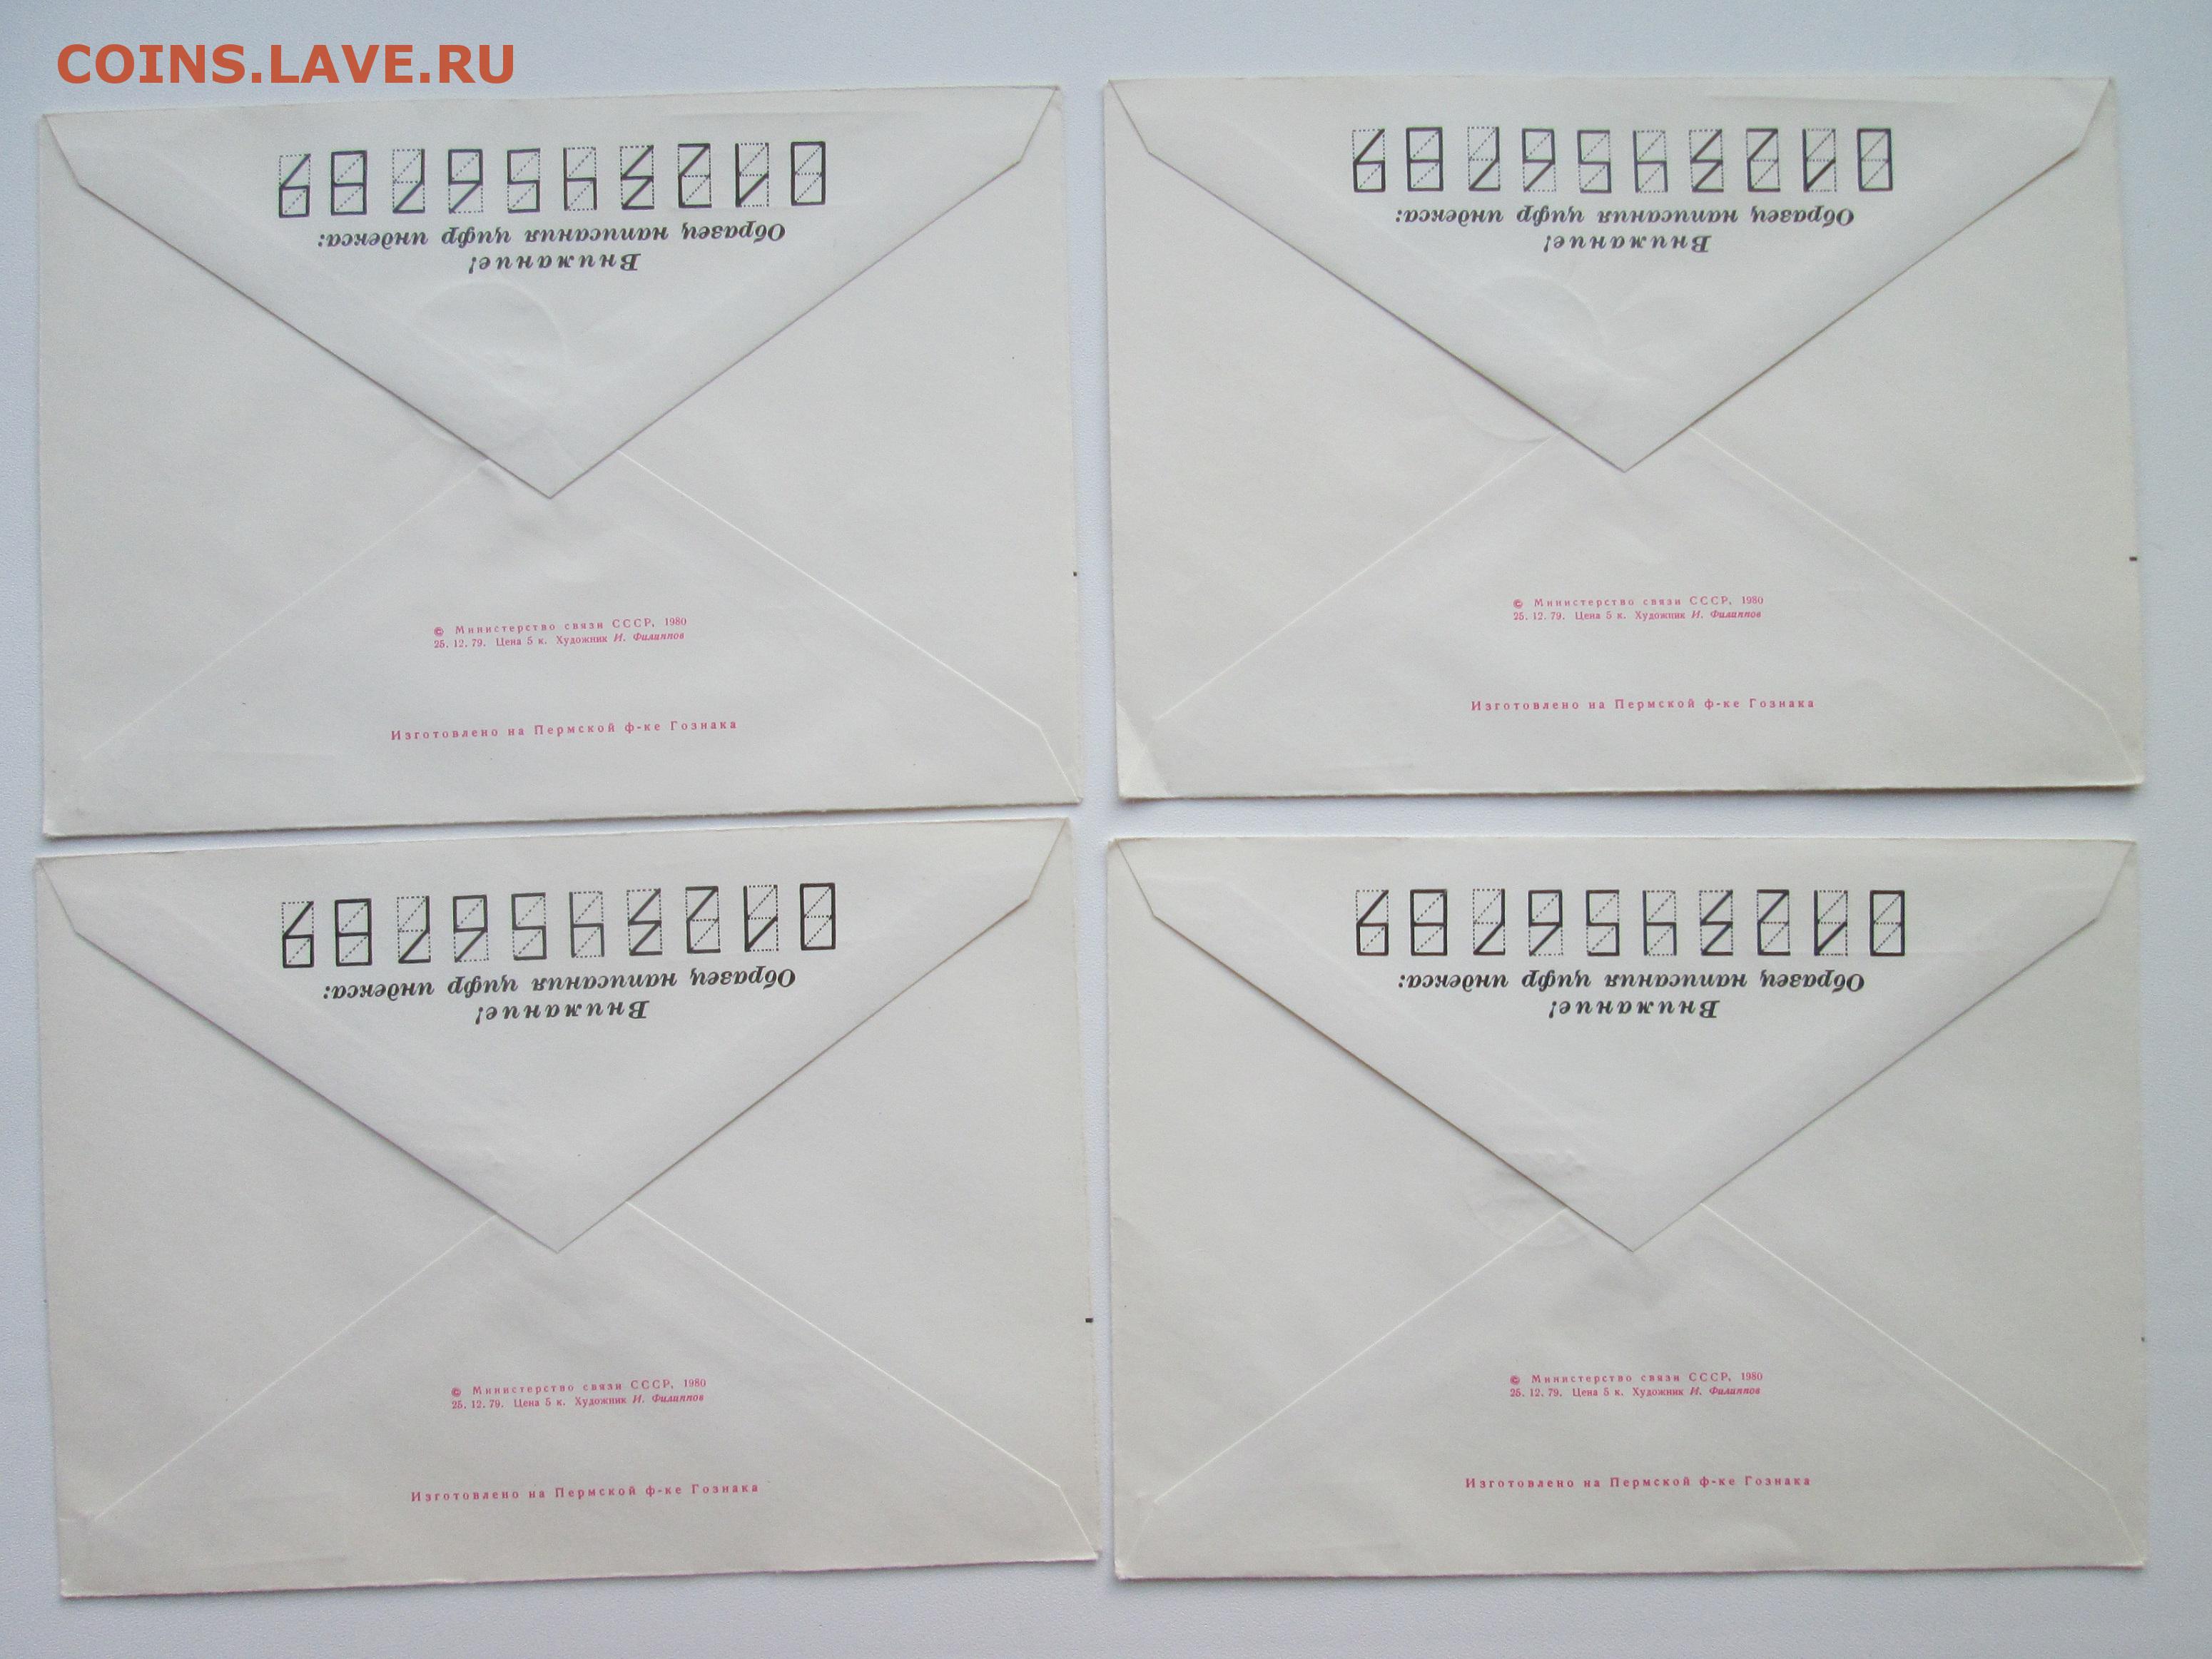 COINS.LAVE.RU
Внимание!
Образец написания цифр индекса:
0123456789
© Министерство связи СССР, 1980
25. 12. 79. Цена 5 к. Художник И. Филиппов
Изготовлено на Пермской ф-ке Гознака
Внимание!
Образец написания цифр индекса:
0123456789
© Министерство связи СССР, 1980
25. 12. 79. Цена 5 к. Художник И. Филиппов
Изготовлено на Пермской ф-ке Гознака
Внимание!
Образец написания цифр индекса:
0123456789
© Министерство связи СССР, 1980
25. 12. 79. Цена 5 к. Художник И. Филиппов
Изготовлено на Пермской ф-ке Гознака
Внимание!
Образец написания цифр индекса:
0123456789
© Министерство связи СССР, 1980
25. 12. 79. Цена 5 к. Художник И. Филиппов
Изготовлено на Пермской ф-ке Гознака